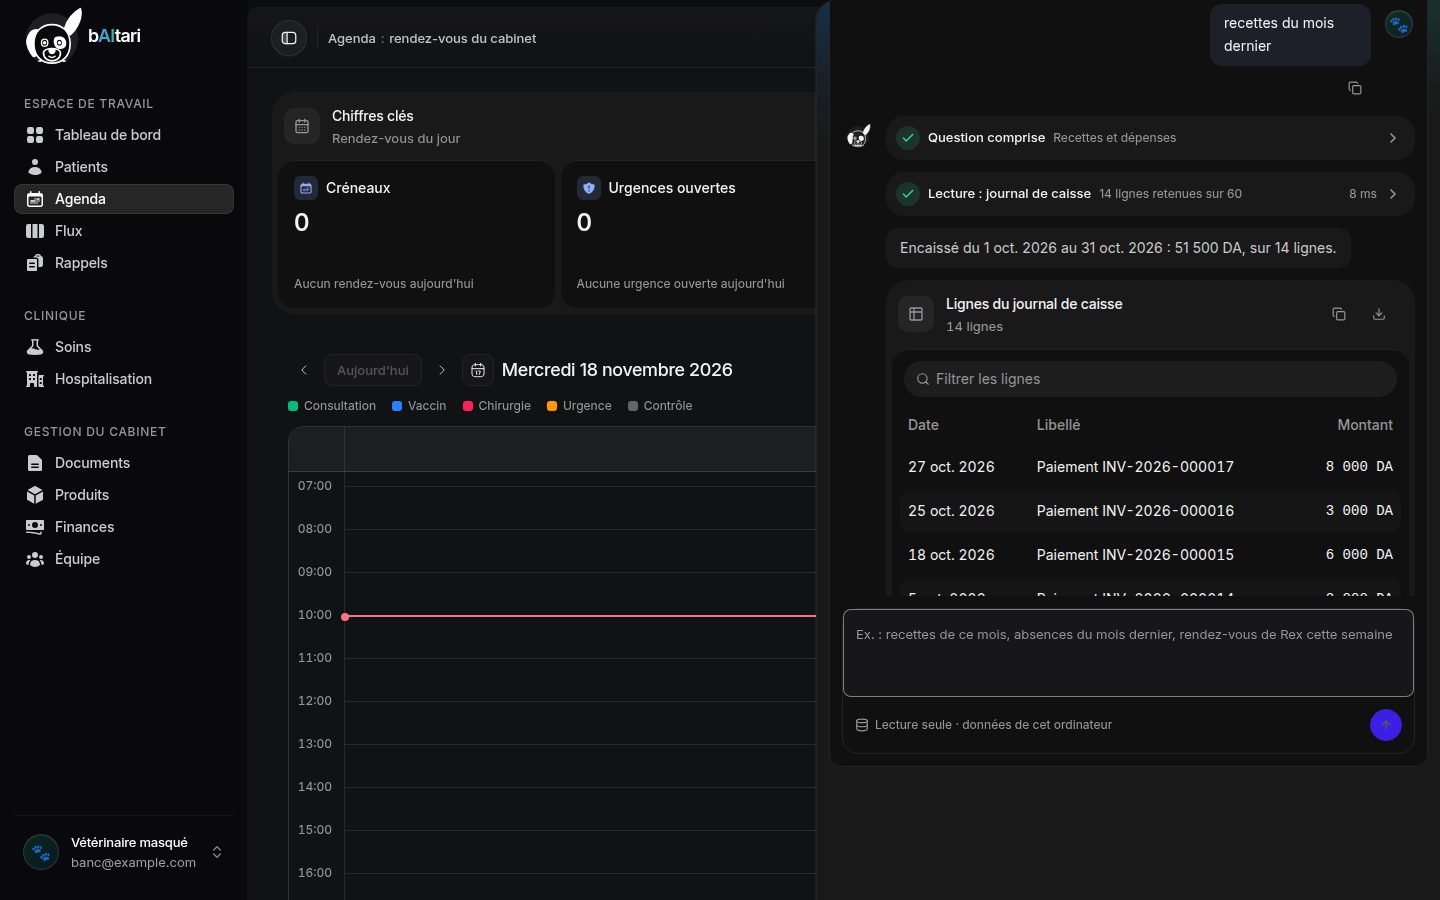 bAItari
ESPACE DE TRAVAIL
Tableau de bord
Patients
Agenda
Flux
Rappels
CLINIQUE
Soins
Hospitalisation
GESTION DU CABINET
Documents
Produits
Finances
Équipe
Vétérinaire masqué
banc@example.com
Agenda : rendez-vous du cabinet
Chiffres clés
Rendez-vous du jour
Créneaux
0
Aucun rendez-vous aujourd'hui
Urgences ouvertes
0
Aucune urgence ouverte aujourd'hui
Aujourd'hui
Mercredi 18 novembre 2026
Consultation
Vaccin
Chirurgie
Urgence
Contrôle
07:00
08:00
09:00
10:00
11:00
12:00
13:00
14:00
15:00
16:00
recettes du mois
dernier
Question comprise Recettes et dépenses
Lecture : journal de caisse 14 lignes retenues sur 60 8 ms
Encaissé du 1 oct. 2026 au 31 oct. 2026 : 51 500 DA, sur 14 lignes.
Lignes du journal de caisse
14 lignes
Filtrer les lignes
Date Libellé Montant
27 oct. 2026 Paiement INV-2026-000017 8 000 DA
25 oct. 2026 Paiement INV-2026-000016 3 000 DA
18 oct. 2026 Paiement INV-2026-000015 6 000 DA
Ex. : recettes de ce mois, absences du mois dernier, rendez-vous de Rex cette semaine
Lecture seule · données de cet ordinateur